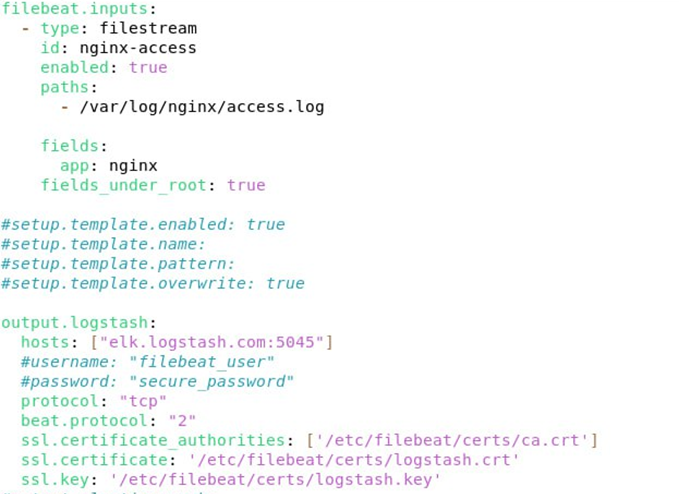 filebeat.inputs:
  - type: filestream
    id: nginx-access
    enabled: true
    paths:
      - /var/log/nginx/access.log

    fields:
      app: nginx
    fields_under_root: true

#setup.template.enabled: true
#setup.template.name:
#setup.template.pattern:
#setup.template.overwrite: true

output.logstash:
  hosts: ["elk.logstash.com:5045"]
  #username: "filebeat_user"
  #password: "secure_password"
  protocol: "tcp"
  beat.protocol: "2"
  ssl.certificate_authorities: ['/etc/filebeat/certs/ca.crt']
  ssl.certificate: '/etc/filebeat/certs/logstash.crt'
  ssl.key: '/etc/filebeat/certs/logstash.key'